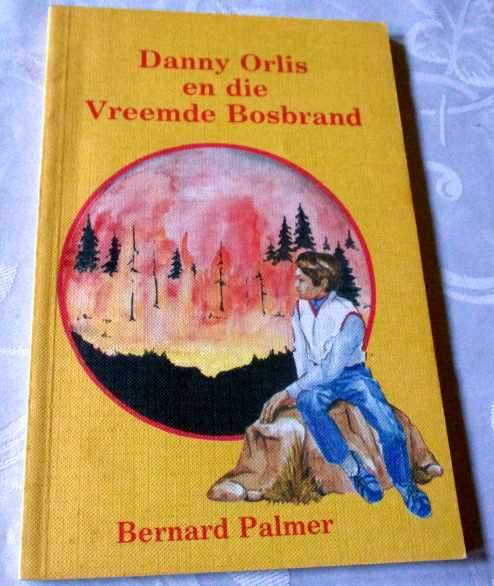 Danny Orlis
en die
Vreemde Bosbrand
Bernard Palmer